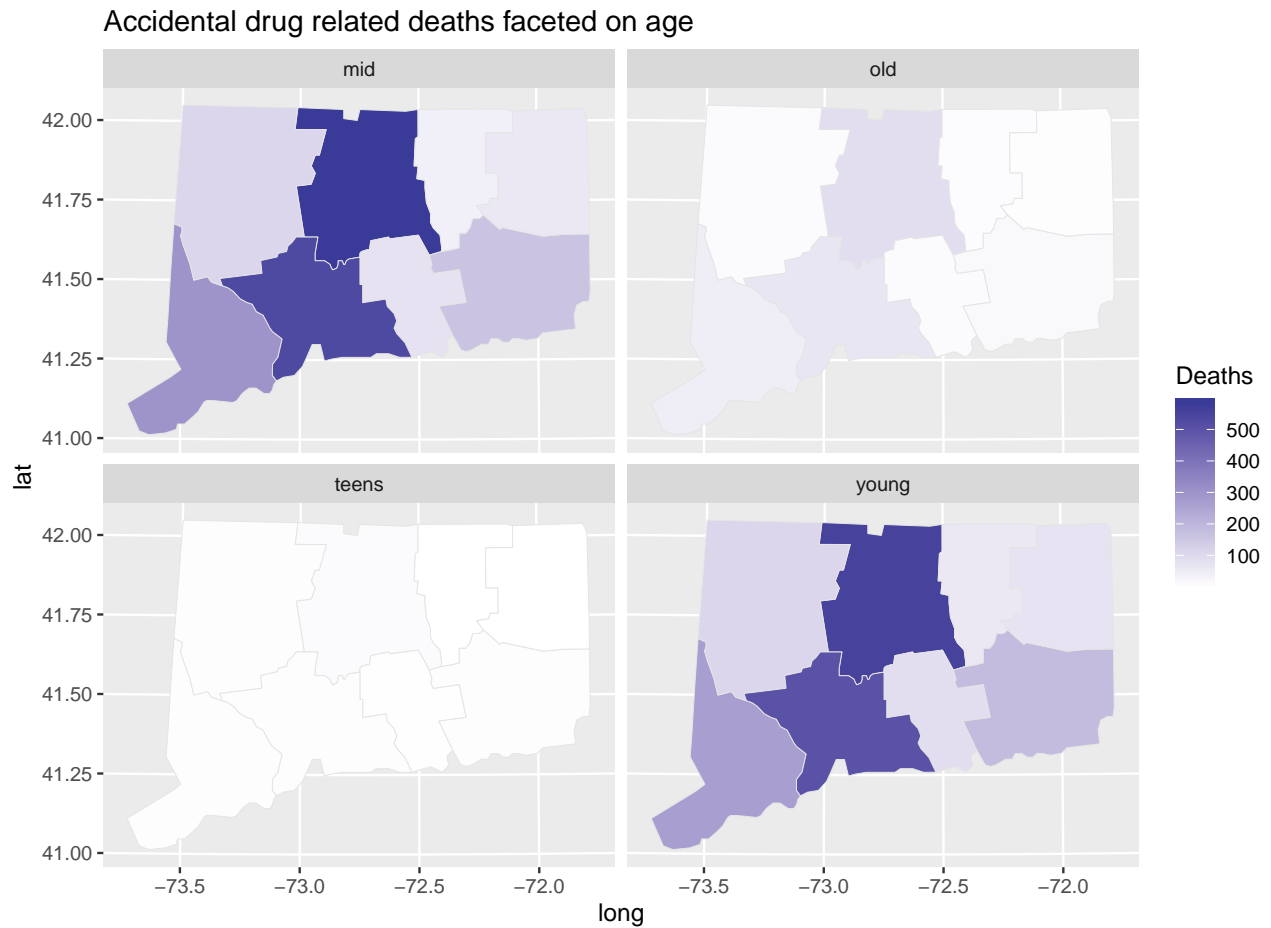 Accidental drug related deaths faceted on age
mid
old
42.00
41.75
41.50
41.25
41.00
teens
young
42.00
41.75
41.50
41.25
41.00
−73.5
−73.0
−72.5
−72.0
−73.5
−73.0
−72.5
−72.0
long
lat
Deaths
500
400
300
200
100